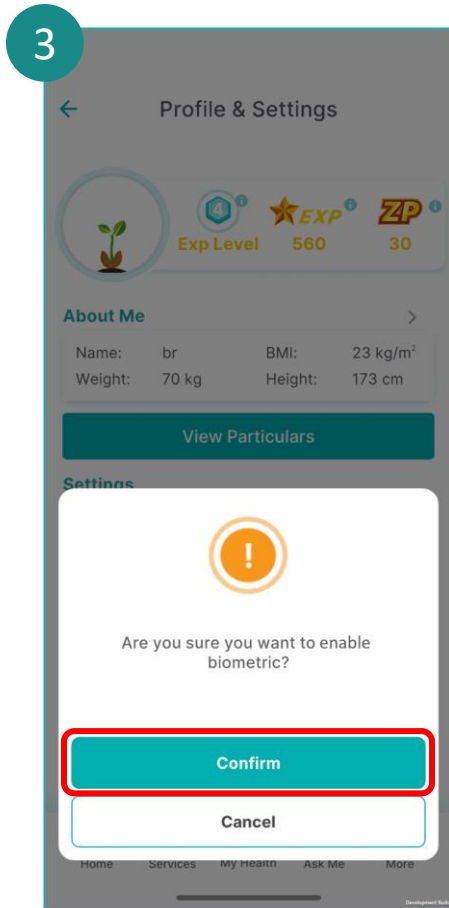 3
Profile & Settings
4
EXP
ZP
Exp Level 560 30
About Me
Name: br BMI: 23 kg/m²
Weight: 70 kg Height: 173 cm
View Particulars
Settings
!
Are you sure you want to enable
biometric?
Confirm
Cancel
Home Services My Health Ask Me More
Development Build